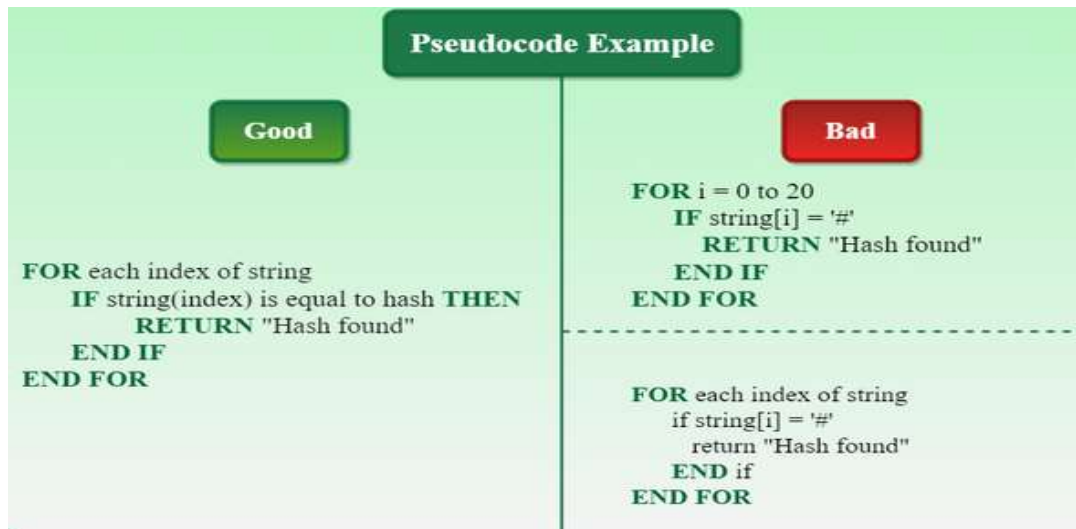 Pseudocode Example
Good
FOR each index of string
IF string(index) is equal to hash THEN
RETURN "Hash found"
END IF
END FOR
Bad
FOR i = 0 to 20
IF string[i] = '#'
RETURN "Hash found"
END IF
END FOR
FOR each index of string
if string[i] = '#'
return "Hash found"
END if
END FOR